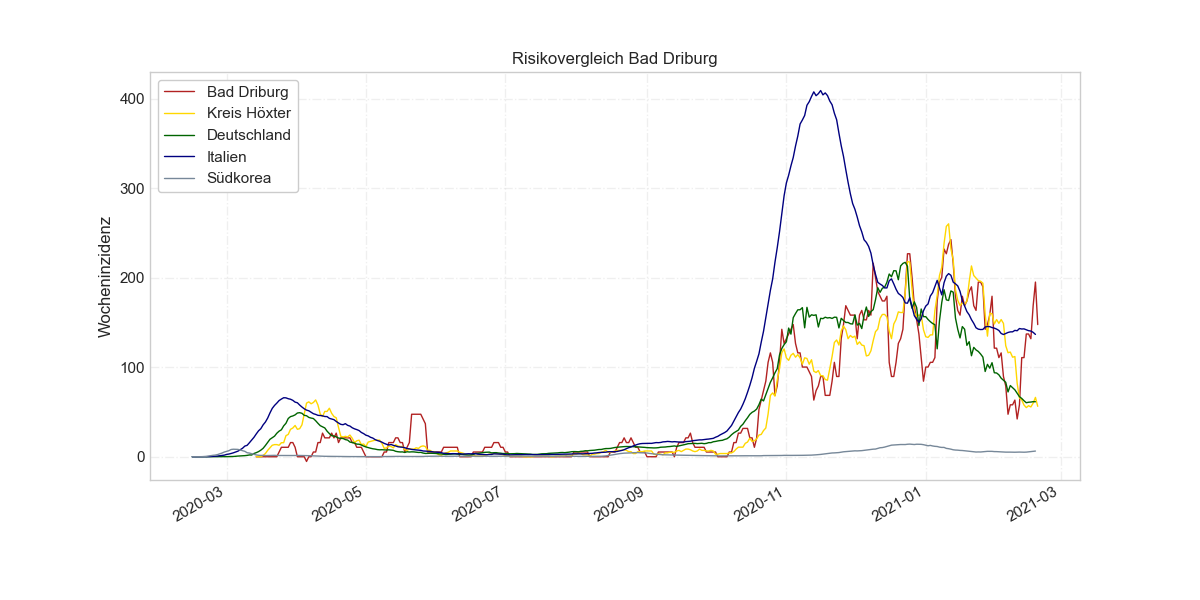 Risikovergleich Bad Driburg
Wocheninzidenz
400
300
200
100
0
Bad Driburg
Kreis Höxter
Deutschland
Italien
Südkorea
2020-03
2020-05
2020-07
2020-09
2020-11
2021-01
2021-03